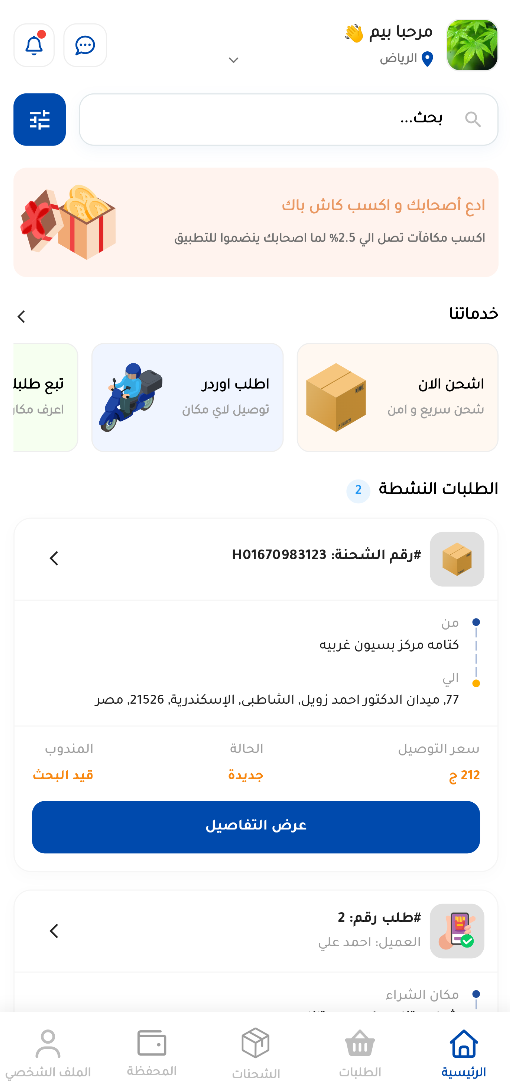 مرحبا بيم 👋
الرياض
بحث...
ادع أصحابك و اكسب كاش باك
اكسب مكافآت تصل الي 2.5% لما اصحابك ينضموا للتطبيق
خدماتنا
اشحن الان
شحن سريع و امن
اطلب اوردر
توصيل لاي مكان
تبع طلبك
اعرف مكان
الطلبات النشطة 2
#رقم الشحنة: H01670983123
من
كتامه مركز بسيون غربيه
الي
77, ميدان الدكتور احمد زويل, الشاطبى, الإسكندرية, 21526, مصر
سعر التوصيل الحالة المندوب
212 ج جديدة قيد البحث
عرض التفاصيل
#طلب رقم: 2
العميل: احمد علي
مكان الشراء
الرئيسية الطلبات الشحنات المحفظة الملف الشخصي